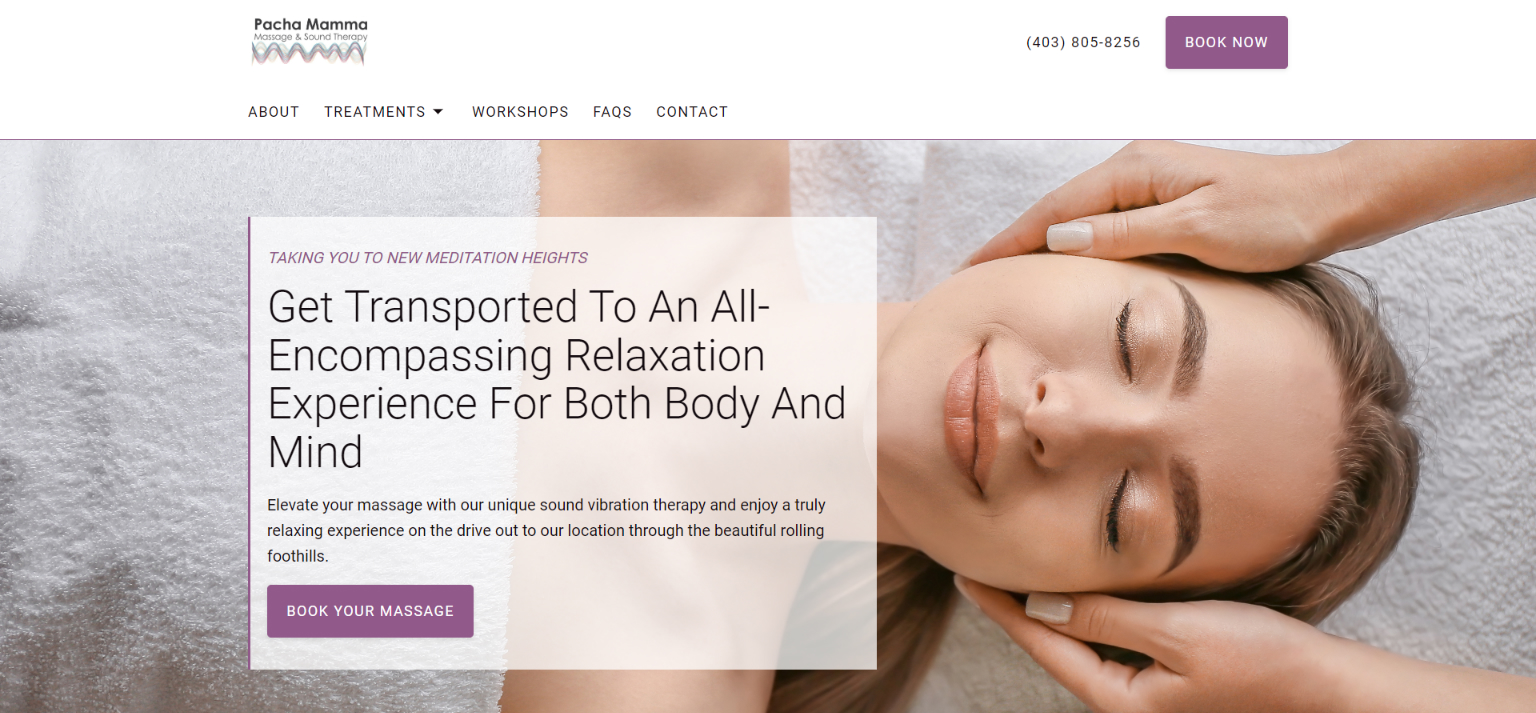 Pacha Mamma
Massage & Sound Therapy
(403) 805-8256
BOOK NOW
ABOUT
TREATMENTS
WORKSHOPS
FAQS
CONTACT
TAKING YOU TO NEW MEDITATION HEIGHTS
Get Transported To An All-
Encompassing Relaxation
Experience For Both Body And
Mind
Elevate your massage with our unique sound vibration therapy and enjoy a truly
relaxing experience on the drive out to our location through the beautiful rolling
foothills.
BOOK YOUR MASSAGE